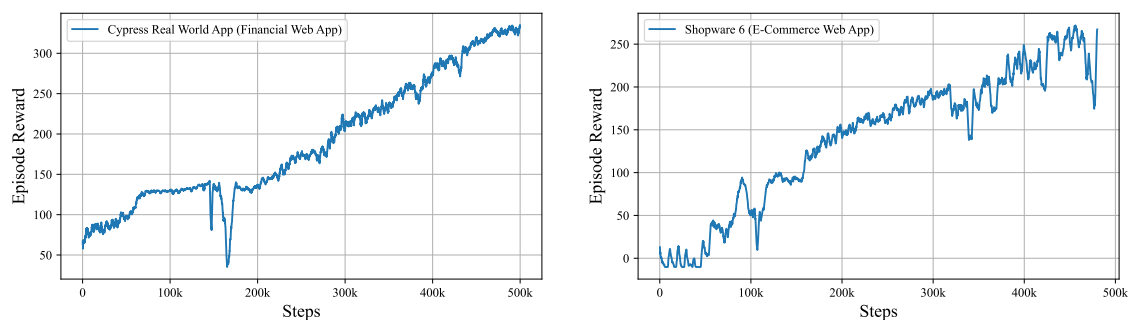 Cypress Real World App (Financial Web App)
Episode Reward
300
250
200
150
100
50
0
100k
200k
300k
400k
500k
Steps
Shopware 6 (E-Commerce Web App)
Episode Reward
250
200
150
100
50
0
0
100k
200k
300k
400k
500k
Steps